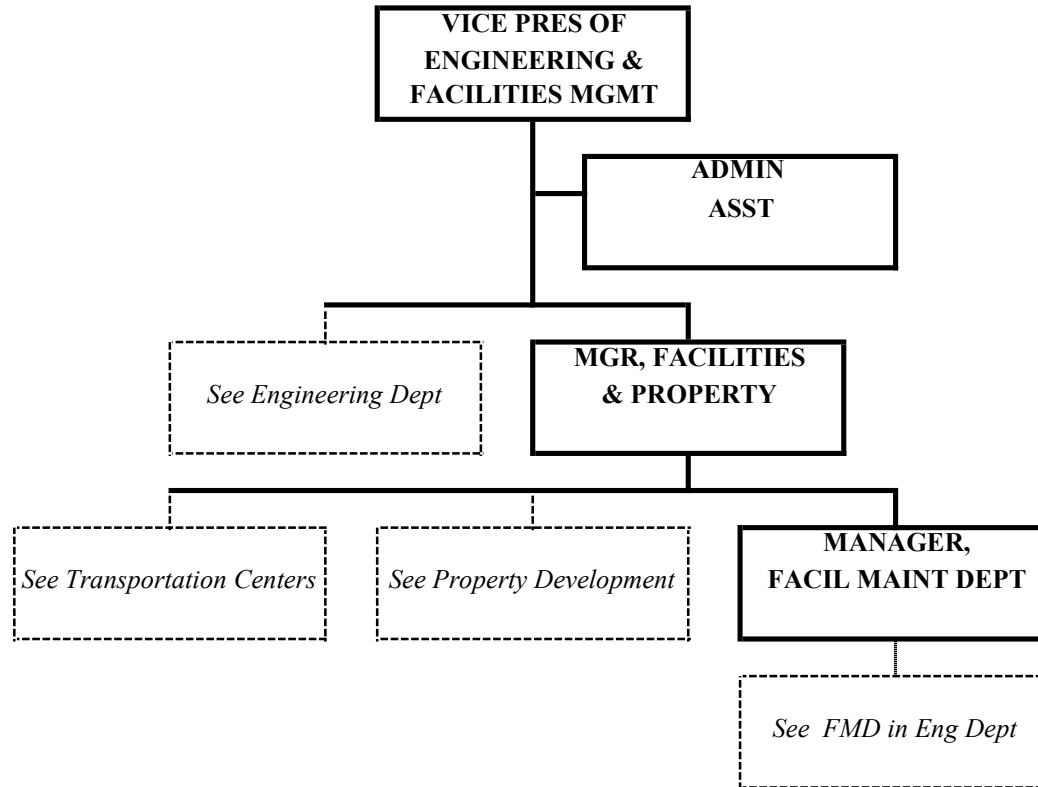 VICE PRES OF
ENGINEERING &
FACILITIES MGMT
ADMIN
ASST
See Engineering Dept
MGR, FACILITIES
& PROPERTY
See Transportation Centers
See Property Development
MANAGER,
FACIL MAINT DEPT
See  FMD in Eng Dept